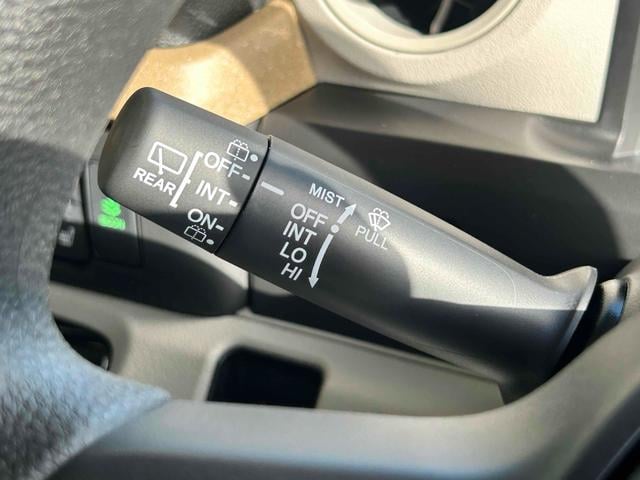 REAR
OFF-
INT-
ON-
MIST
OFF
INT
LO
HI
PULL